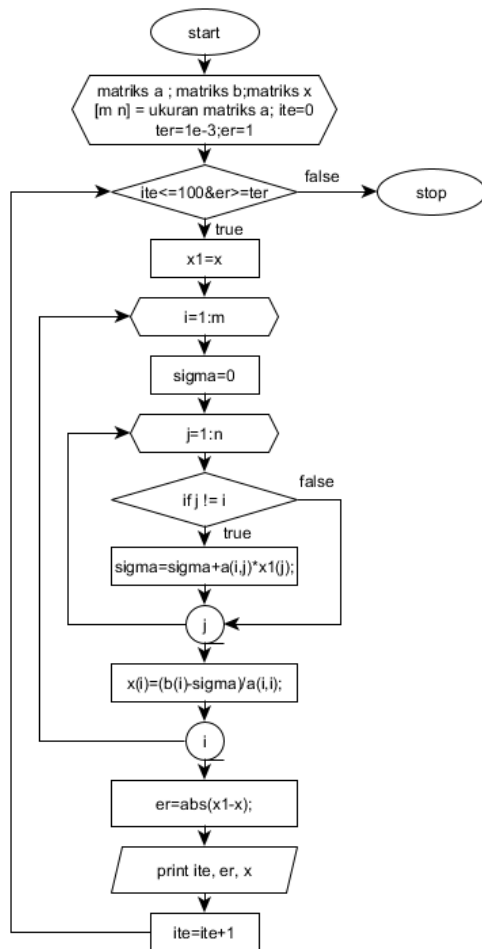 start
matriks a ; matriks b;matriks x
[m n] = ukuran matriks a; ite=0
ter=1e-3;er=1
ite<=100&er>=ter
false
stop
true
x1=x
i=1:m
sigma=0
j=1:n
if j != i
false
true
sigma=sigma+a(i,j)*x1(j);
j
x(i)=(b(i)-sigma)/a(i,i);
i
er=abs(x1-x);
print ite, er, x
ite=ite+1